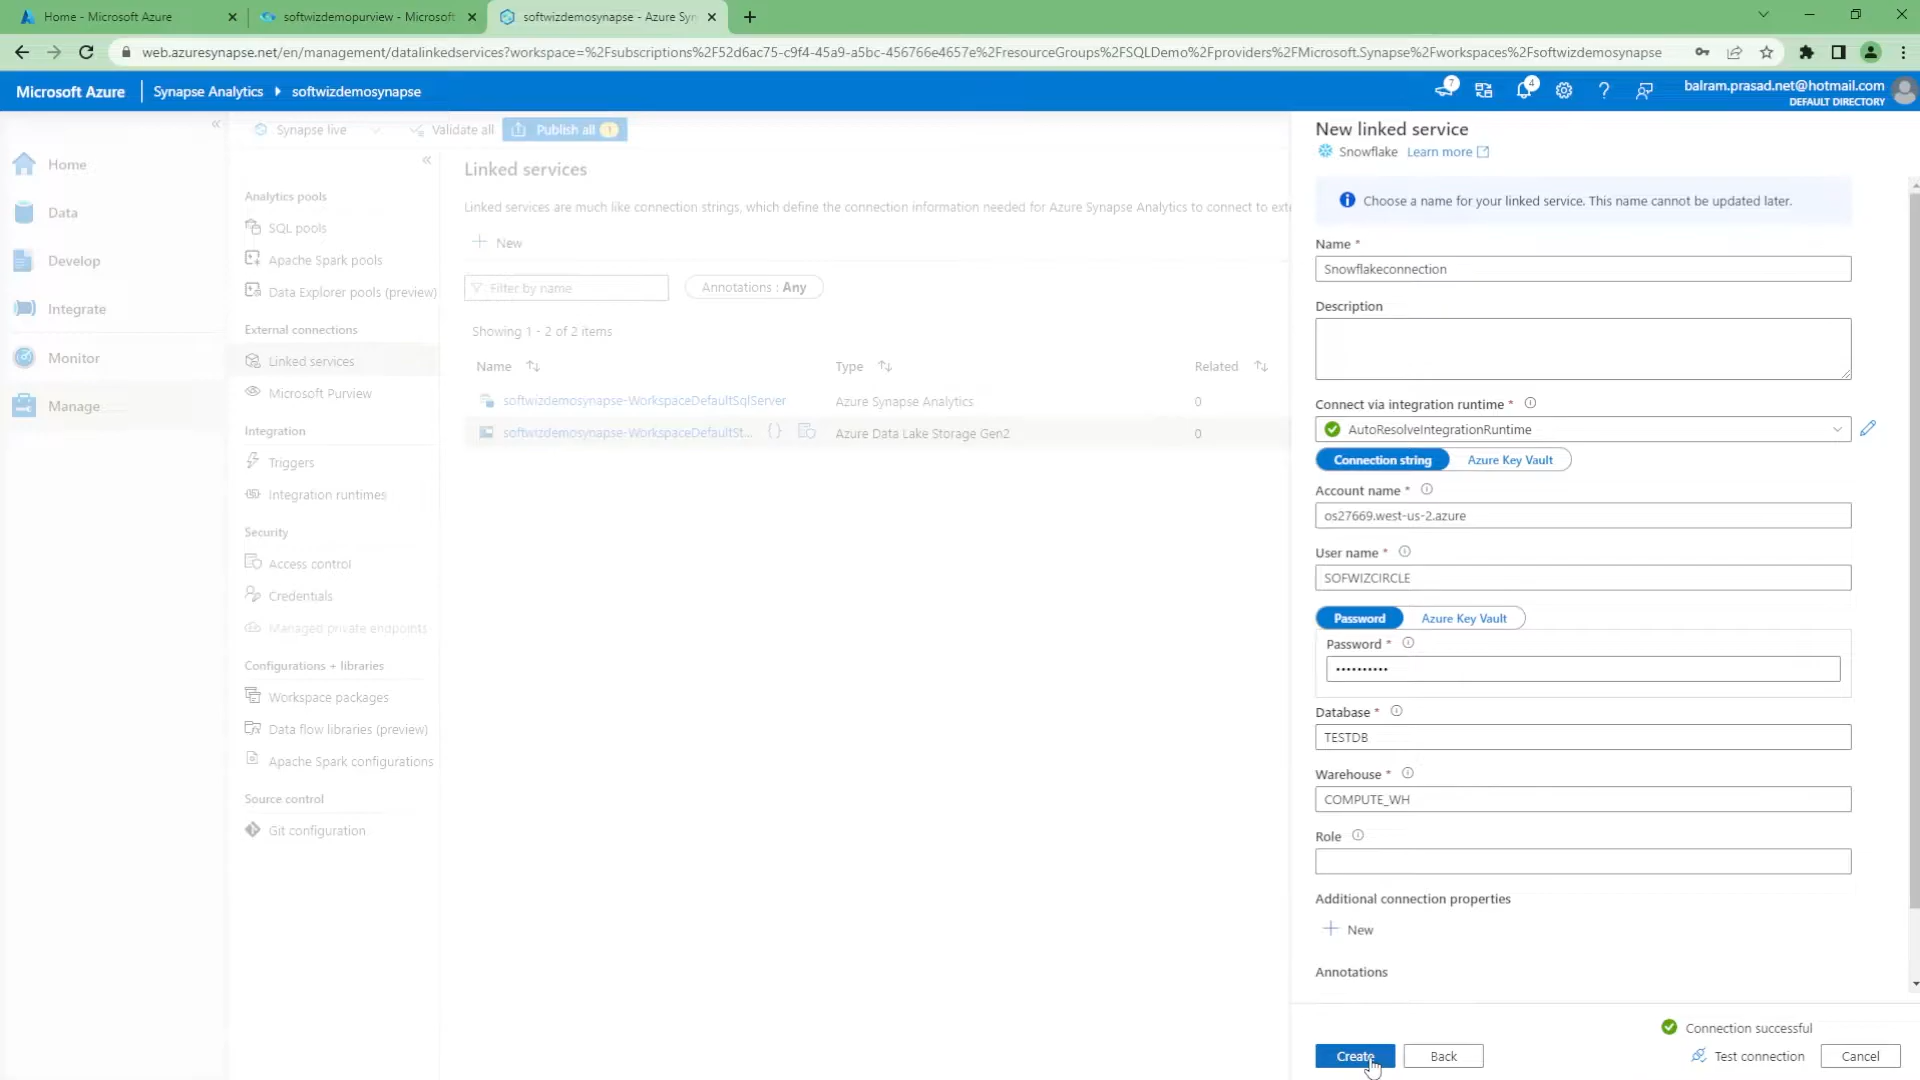 Home - Microsoft Azure
softwizdemopurview - Microsoft
softwizdemosynapse - Azure Syn
web.azuresynapse.net/en/management/datalinkedservices?workspace=%2Fsubscriptions%2F52d6ac75-c9f4-45a9-a5bc-456766e4657e%2FresourceGroups%2FSQLDemo%2Fproviders%2FMicrosoft.Synapse%2Fworkspaces%2Fsoftwizdemosynapse
Microsoft Azure
Synapse Analytics
softwizdemosynapse
7
4
balram.prasad.net@hotmail.com
DEFAULT DIRECTORY
Home
Data
Develop
Integrate
Monitor
Manage
Synapse live
Validate all
Publish all 1
Analytics pools
SQL pools
Apache Spark pools
Data Explorer pools (preview)
External connections
Linked services
Microsoft Purview
Integration
Triggers
Integration runtimes
Security
Access control
Credentials
Managed private endpoints
Configurations + libraries
Workspace packages
Data flow libraries (preview)
Apache Spark configurations
Source control
Git configuration
Linked services
Linked services are much like connection strings, which define the connection information needed for Azure Synapse Analytics to connect to exte
New
Filter by name
Annotations : Any
Showing 1 - 2 of 2 items
Name
Type
Related
softwizdemosynapse-WorkspaceDefaultSqlServer
Azure Synapse Analytics
0
softwizdemosynapse-WorkspaceDefaultSt...
Azure Data Lake Storage Gen2
0
New linked service
Snowflake Learn more
Choose a name for your linked service. This name cannot be updated later.
Name *
Snowflakeconnection
Description
Connect via integration runtime *
AutoResolveIntegrationRuntime
Connection string
Azure Key Vault
Account name *
os27669.west-us-2.azure
User name *
SOFWIZCIRCLE
Password
Azure Key Vault
Password *
••••••••••
Database *
TESTDB
Warehouse *
COMPUTE_WH
Role
Additional connection properties
New
Annotations
Connection successful
Create
Back
Test connection
Cancel